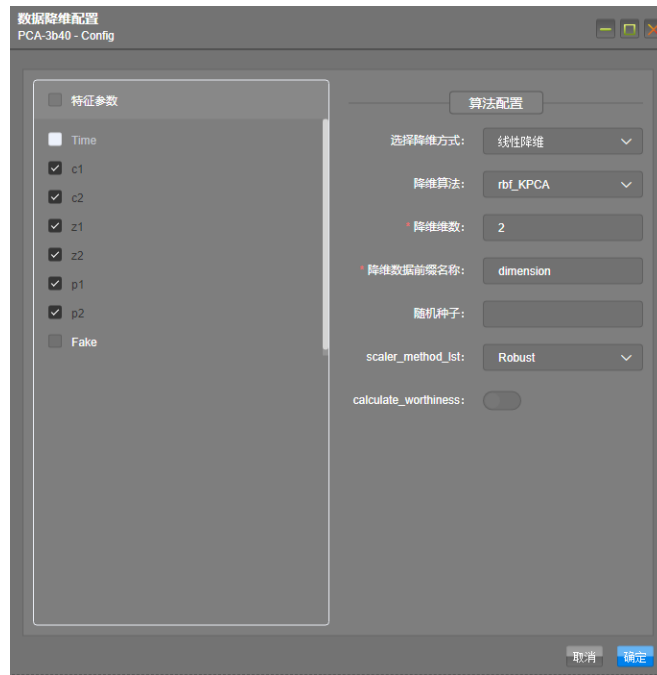 数据降维配置
PCA-3b40 - Config
特征参数
Time
c1
c2
z1
z2
p1
p2
Fake
算法配置
选择降维方式： 线性降维
降维算法： rbf_KPCA
* 降维维数： 2
* 降维数据前缀名称： dimension
随机种子：
scaler_method_lst： Robust
calculate_worthiness：
取消 确定